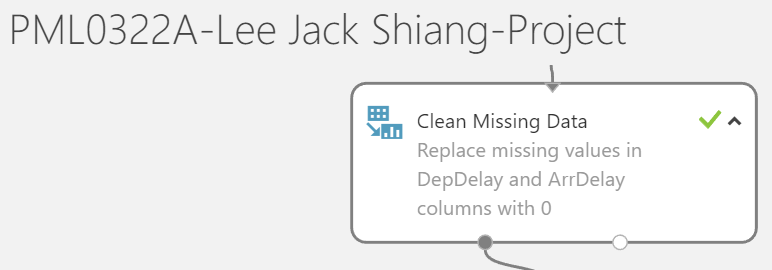 PML0322A-Lee Jack Shiang-Project
Clean Missing Data
Replace missing values in
DepDelay and ArrDelay
columns with 0